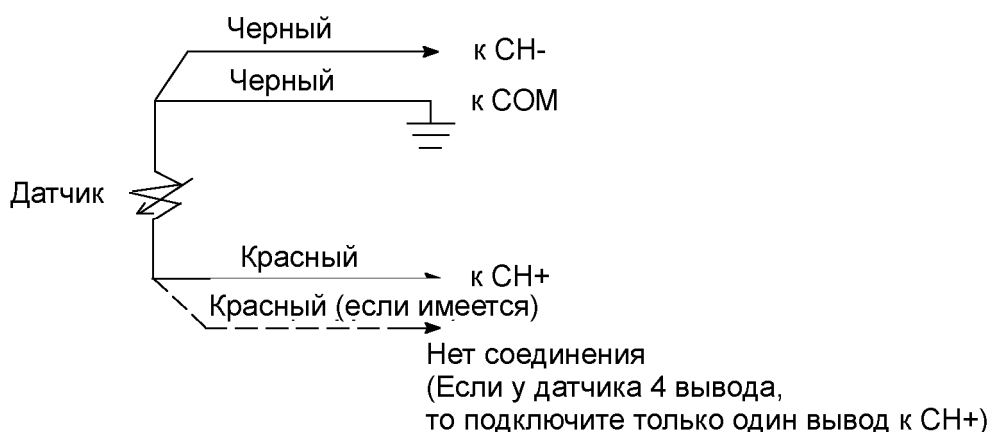 Черный
к CH-
Черный
к COM
Датчик
Красный
к CH+
Красный (если имеется)
Нет соединения
(Если у датчика 4 вывода,
то подключите только один вывод к CH+)